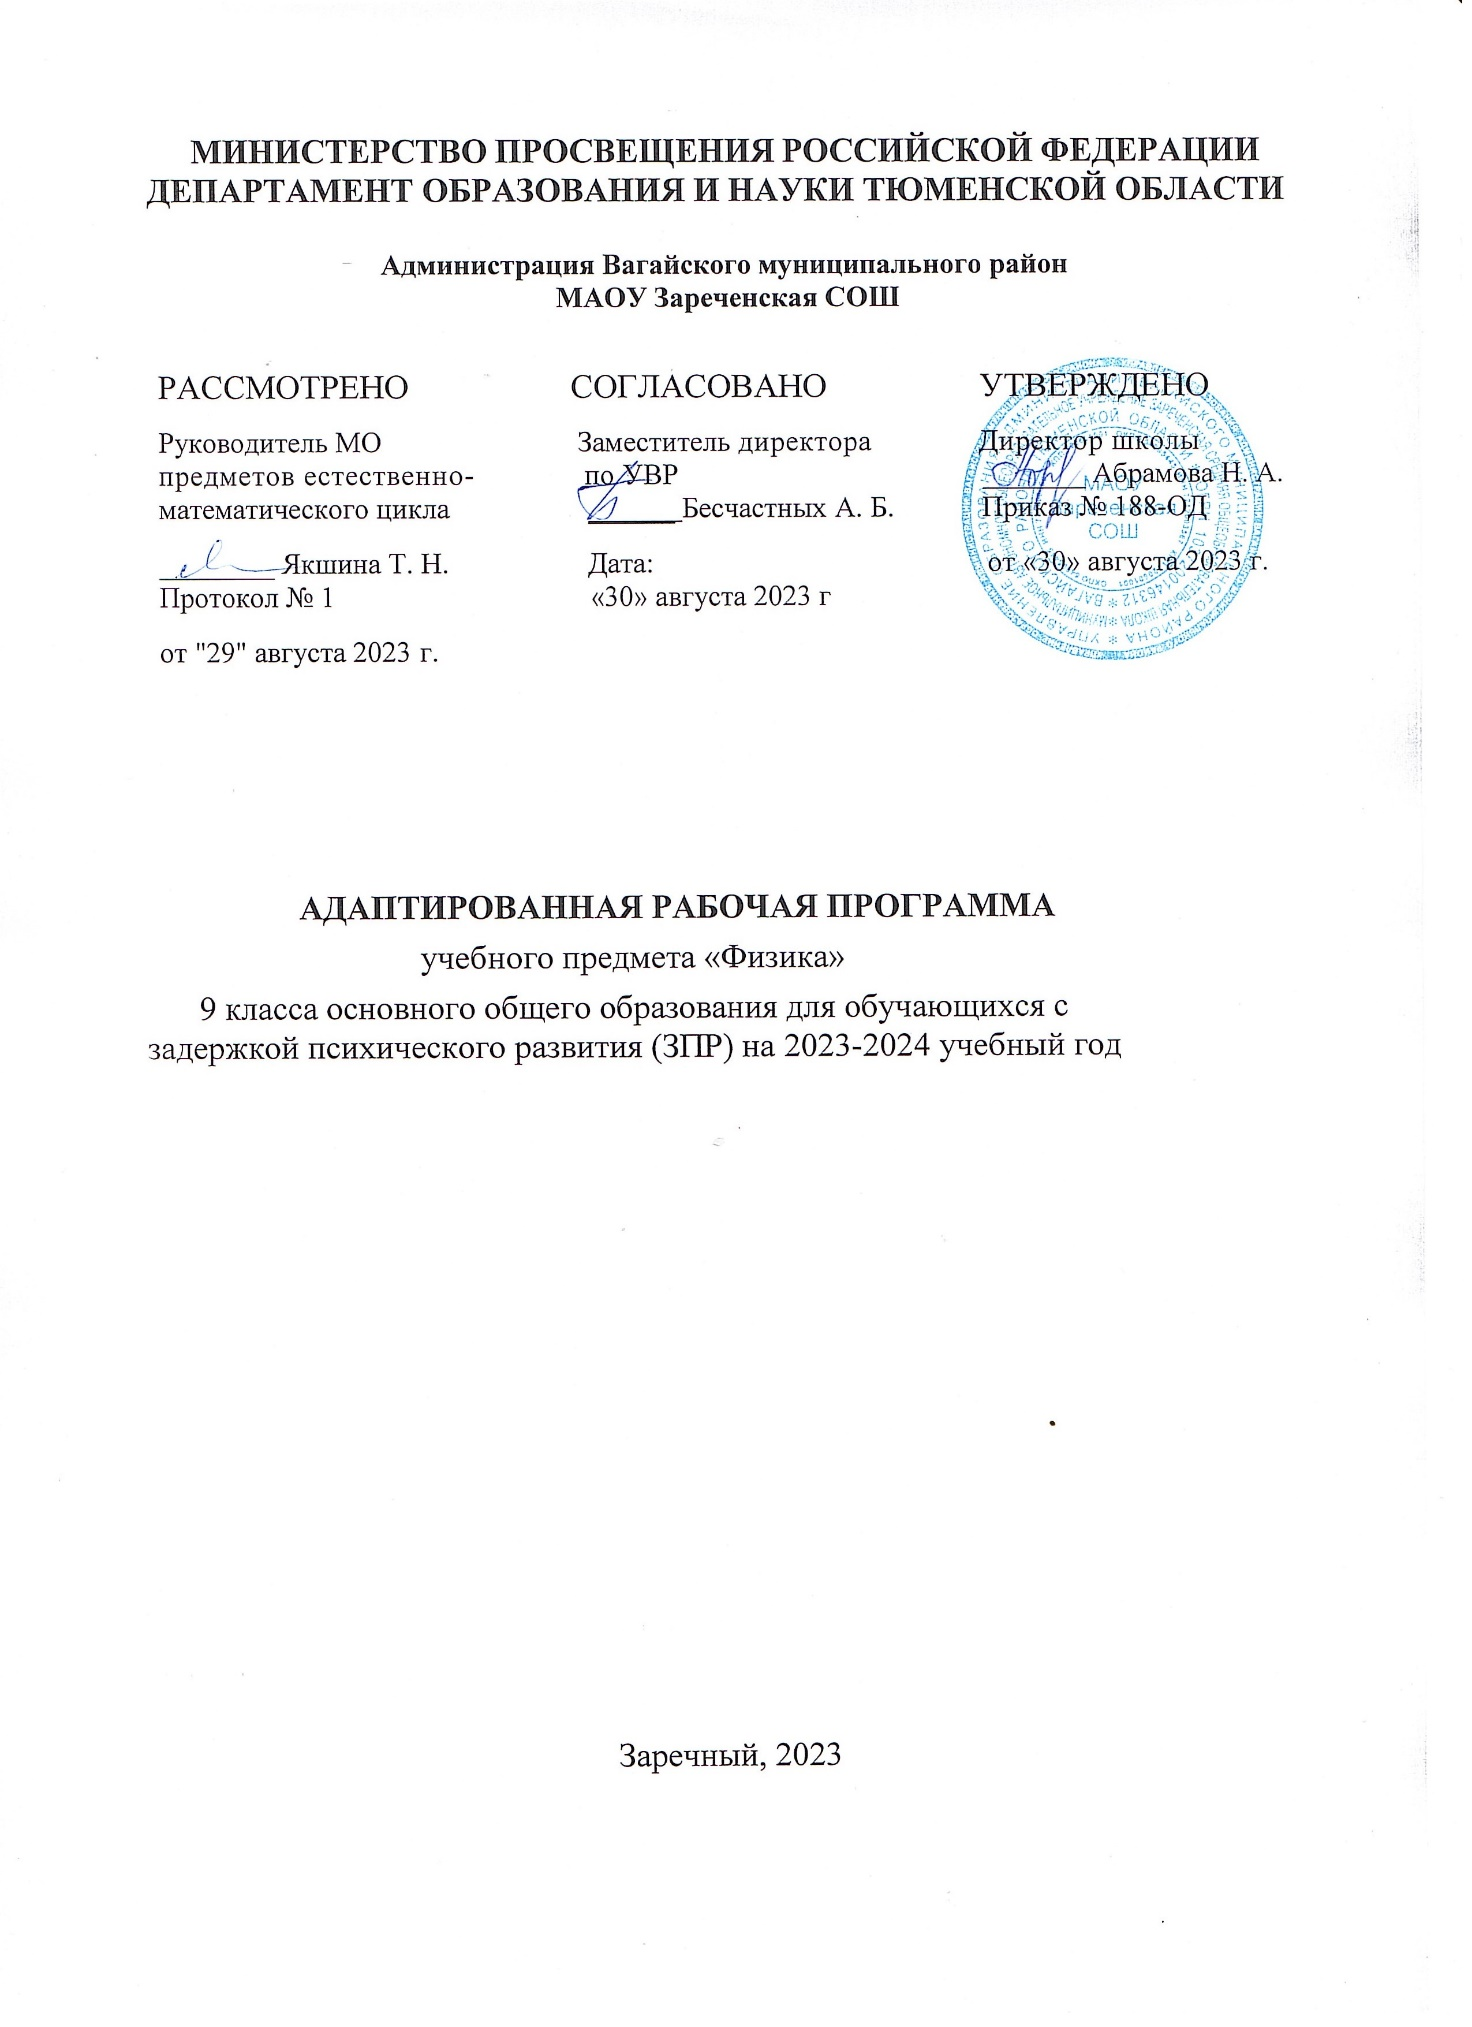 МИНИСТЕРСТВО ПРОСВЕЩЕНИЯ РОССИЙСКОЙ ФЕДЕРАЦИИ
ДЕПАРТАМЕНТ ОБРАЗОВАНИЯ И НАУКИ ТЮМЕНСКОЙ ОБЛАСТИ
Администрация Вагайского муниципального район
МАОУ Зареченская СОШ
РАССМОТРЕНО
Руководитель МО
предметов естественно-
математического цикла
Якшина Т. Н.
Протокол № 1
от "29" августа 2023 г.
СОГЛАСОВАНО
Заместитель директора
по УВР
Бесчастных А. Б.
Дата:
«30» августа 2023 г
УТВЕРЖДЕНО
Директор школы
Абрамова Н. А.
Приказ № 188-ОД
от «30» августа 2023 г.
МАОУ
СОШ
АДАПТИРОВАННАЯ РАБОЧАЯ ПРОГРАММА
учебного предмета «Физика»
9 класса основного общего образования для обучающихся с
задержкой психического развития (ЗПР) на 2023-2024 учебный год
Заречный, 2023